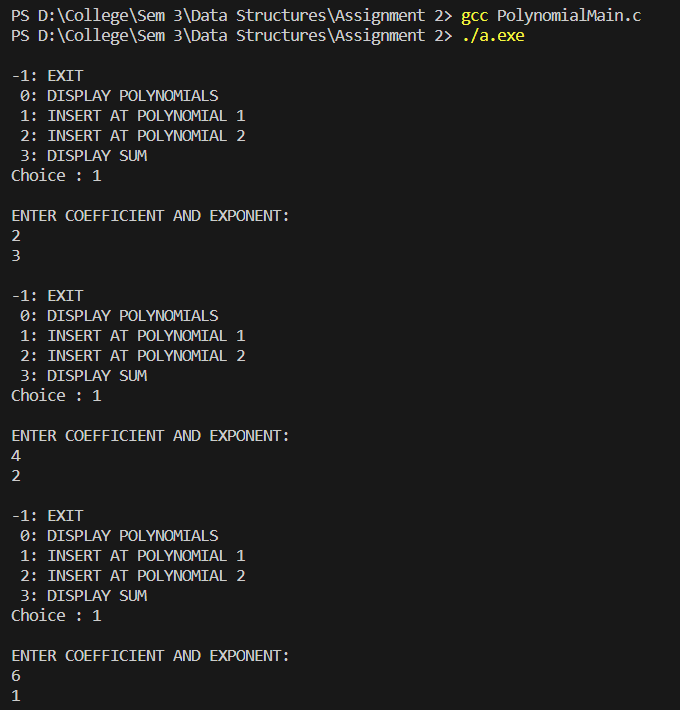 PS D:\College\Sem 3\Data Structures\Assignment 2> gcc PolynomialMain.c
PS D:\College\Sem 3\Data Structures\Assignment 2> ./a.exe

-1: EXIT
 0: DISPLAY POLYNOMIALS
 1: INSERT AT POLYNOMIAL 1
 2: INSERT AT POLYNOMIAL 2
 3: DISPLAY SUM
Choice : 1

ENTER COEFFICIENT AND EXPONENT:
2
3

-1: EXIT
 0: DISPLAY POLYNOMIALS
 1: INSERT AT POLYNOMIAL 1
 2: INSERT AT POLYNOMIAL 2
 3: DISPLAY SUM
Choice : 1

ENTER COEFFICIENT AND EXPONENT:
4
2

-1: EXIT
 0: DISPLAY POLYNOMIALS
 1: INSERT AT POLYNOMIAL 1
 2: INSERT AT POLYNOMIAL 2
 3: DISPLAY SUM
Choice : 1

ENTER COEFFICIENT AND EXPONENT:
6
1